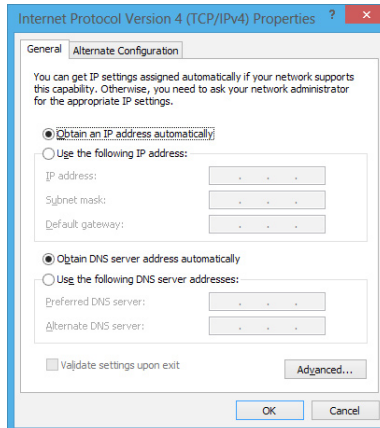 Internet Protocol Version 4 (TCP/IPv4) Properties ? ×
General Alternate Configuration
You can get IP settings assigned automatically if your network supports
this capability. Otherwise, you need to ask your network administrator
for the appropriate IP settings.
Obtain an IP address automatically
Use the following IP address:
IP address: . . .
Subnet mask: . . .
Default gateway: . . .
Obtain DNS server address automatically
Use the following DNS server addresses:
Preferred DNS server: . . .
Alternate DNS server: . . .
Validate settings upon exit
Advanced...
OK Cancel